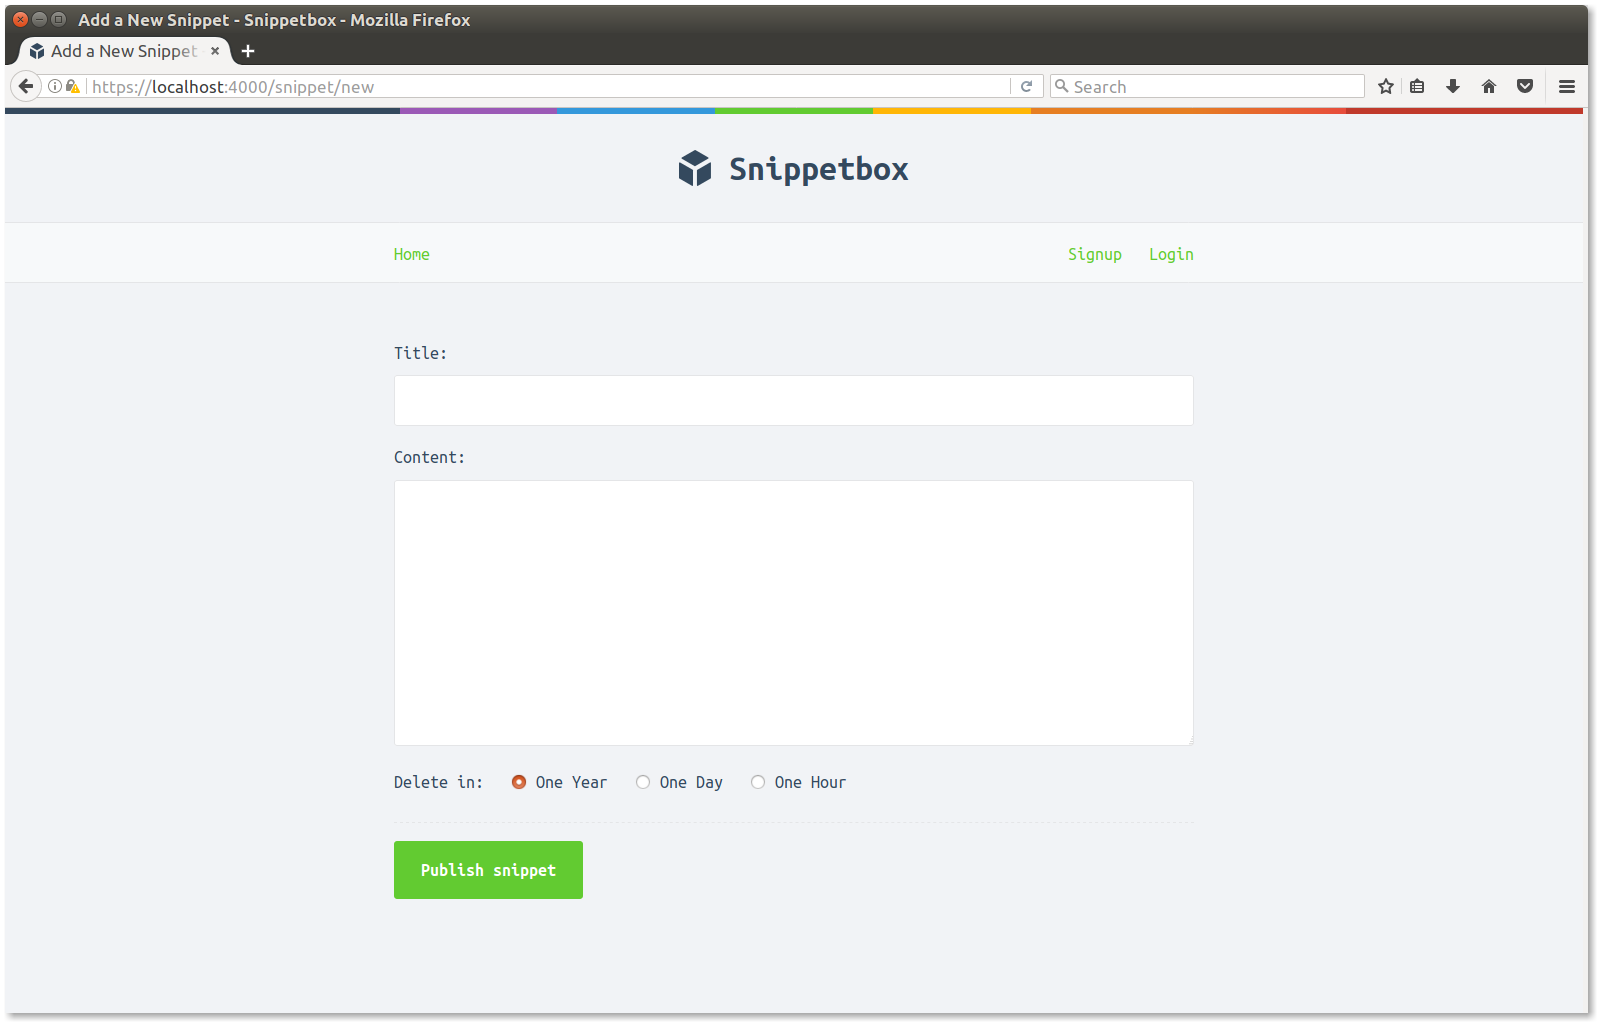 Add a New Snippet - Snippetbox - Mozilla Firefox
Add a New Snippet
https://localhost:4000/snippet/new
Search
Snippetbox
Home Signup Login
Title:
Content:
Delete in: One Year One Day One Hour
Publish snippet